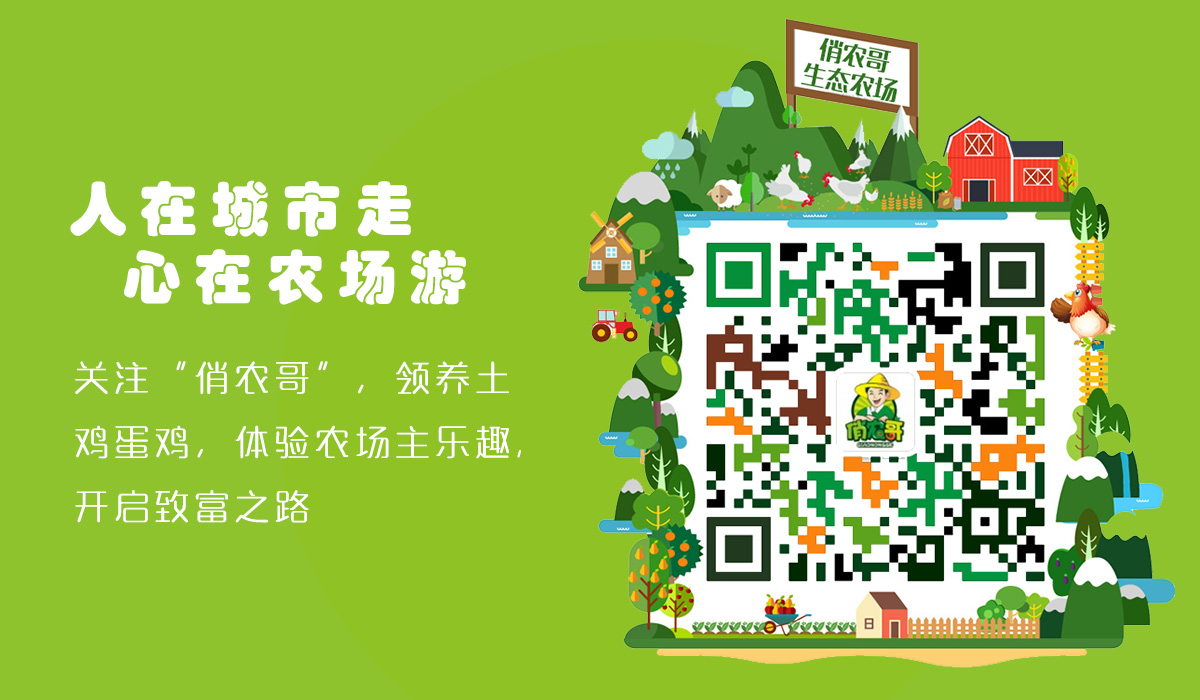 人在城市走
心在农场游
关注“俏农哥”，领养土
鸡蛋鸡，体验农场主乐趣，
开启致富之路
俏农哥
生态农场
俏农哥